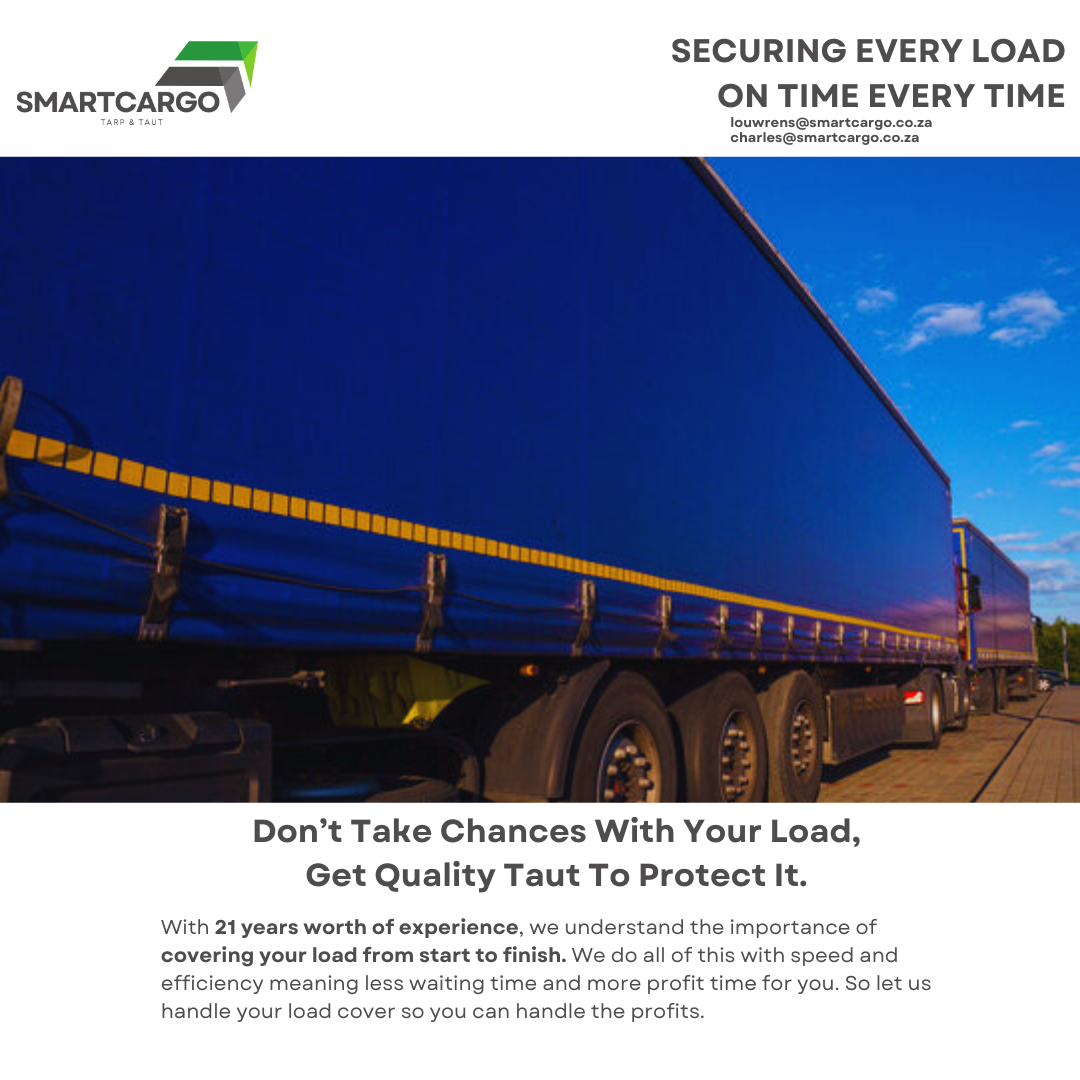 SMARTCARGO
TARP & TAUT
SECURING EVERY LOAD
ON TIME EVERY TIME
louwrens@smartcargo.co.za
charles@smartcargo.co.za
Don’t Take Chances With Your Load,
Get Quality Taut To Protect It.
With 21 years worth of experience, we understand the importance of
covering your load from start to finish. We do all of this with speed and
efficiency meaning less waiting time and more profit time for you. So let us
handle your load cover so you can handle the profits.